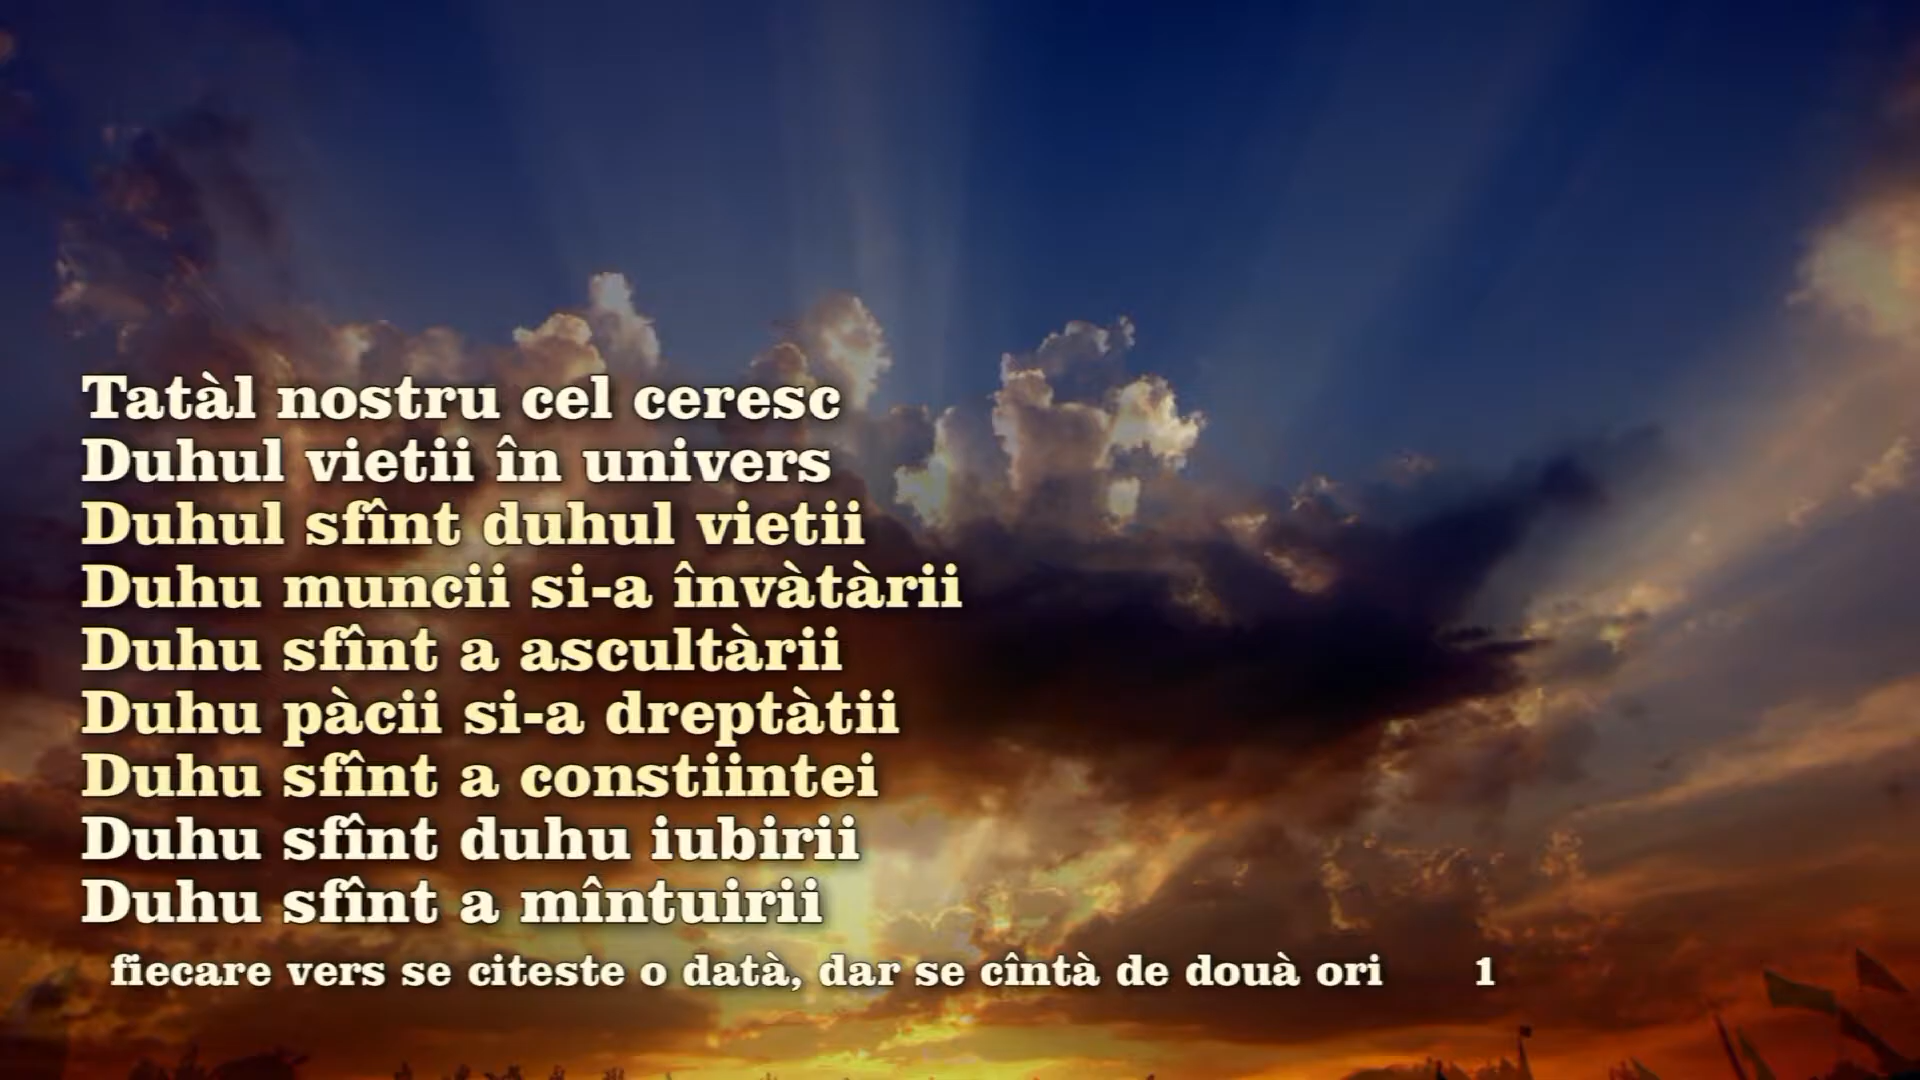 Tatàl nostru cel ceresc
Duhul vietii în univers
Duhul sfînt duhul vietii
Duhu muncii si-a învàtàrii
Duhu sfînt a ascultàrii
Duhu pàcii si-a dreptàtii
Duhu sfînt a constiintei
Duhu sfînt duhu iubirii
Duhu sfînt a mîntuirii
fiecare vers se citeste o datà, dar se cîntà de douà ori 1